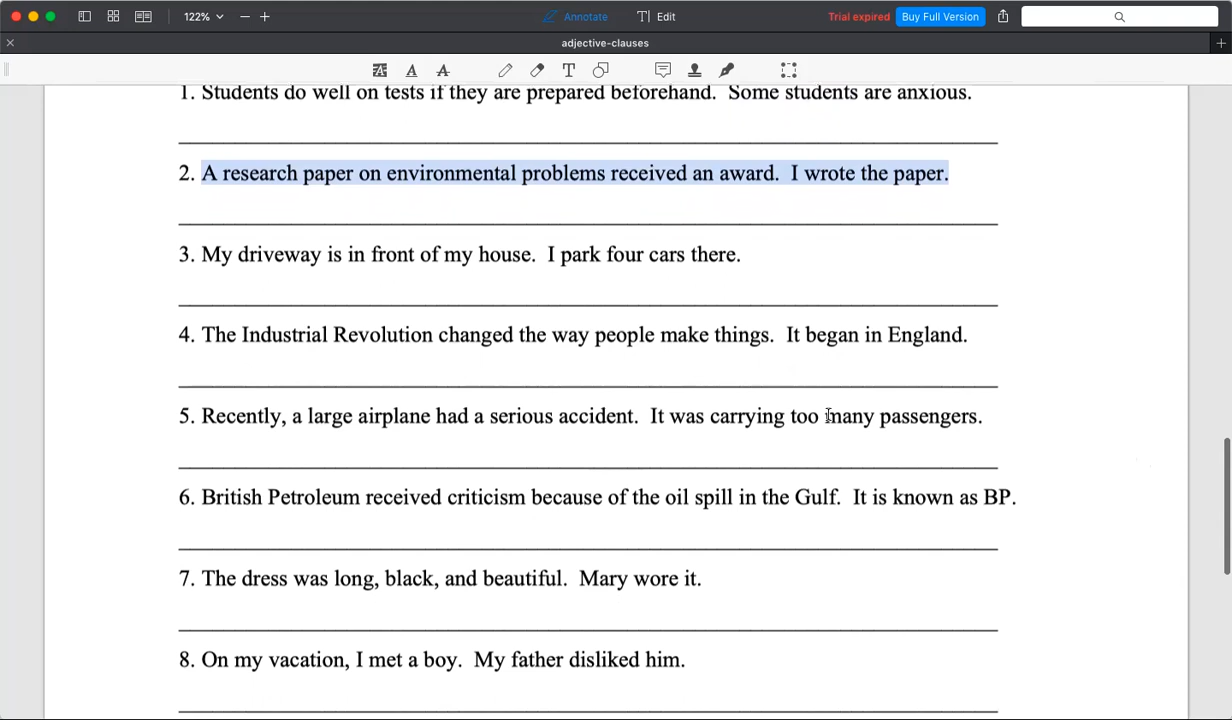 122%
Annotate
Edit
Trial expired
Buy Full Version
adjective-clauses
1. Students do well on tests if they are prepared beforehand. Some students are anxious.
2. A research paper on environmental problems received an award. I wrote the paper.
3. My driveway is in front of my house. I park four cars there.
4. The Industrial Revolution changed the way people make things. It began in England.
5. Recently, a large airplane had a serious accident. It was carrying too many passengers.
6. British Petroleum received criticism because of the oil spill in the Gulf. It is known as BP.
7. The dress was long, black, and beautiful. Mary wore it.
8. On my vacation, I met a boy. My father disliked him.